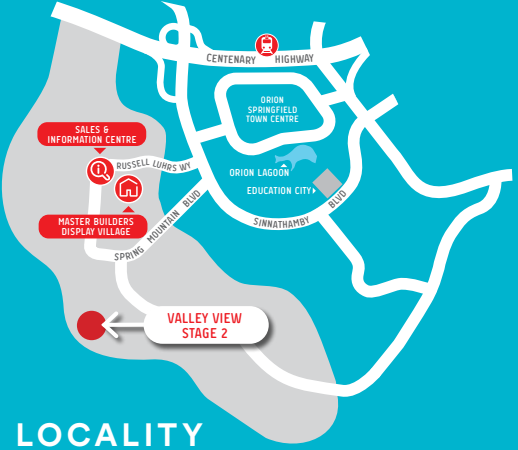 CENTENARY HIGHWAY
ORION
SPRINGFIELD
TOWN CENTRE
SALES &
INFORMATION CENTRE
RUSSELL LUHRS WY
ORION LAGOON
EDUCATION CITY
MASTER BUILDERS
DISPLAY VILLAGE
SPRING MOUNTAIN BLVD
SINNATHAMBY BLVD
VALLEY VIEW
STAGE 2
LOCALITY